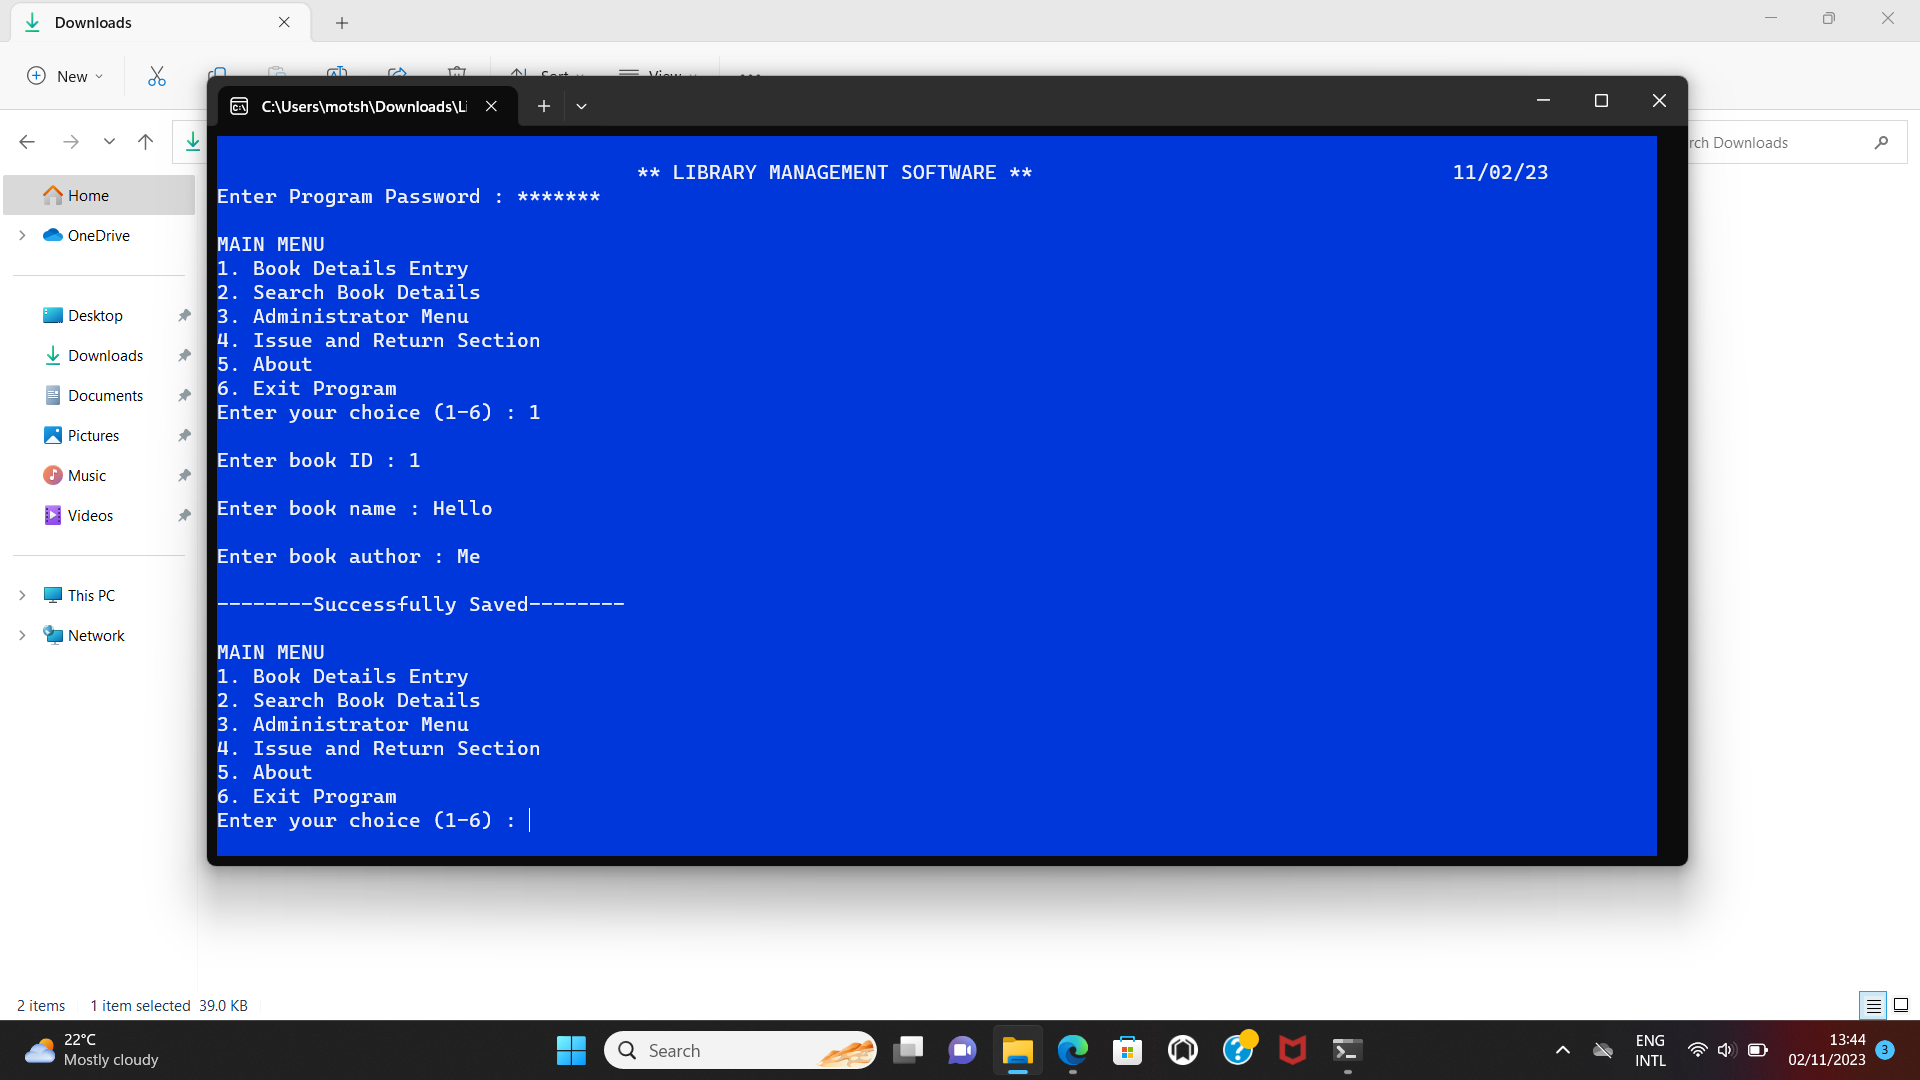 Downloads
New
Sort
View
C:\Users\motsh\Downloads\Li
rch Downloads
Home
OneDrive
Desktop
Downloads
Documents
Pictures
Music
Videos
This PC
Network
** LIBRARY MANAGEMENT SOFTWARE ** 11/02/23
Enter Program Password : *******
MAIN MENU
1. Book Details Entry
2. Search Book Details
3. Administrator Menu
4. Issue and Return Section
5. About
6. Exit Program
Enter your choice (1-6) : 1
Enter book ID : 1
Enter book name : Hello
Enter book author : Me
--------Successfully Saved--------
MAIN MENU
1. Book Details Entry
2. Search Book Details
3. Administrator Menu
4. Issue and Return Section
5. About
6. Exit Program
Enter your choice (1-6) :
2 items 1 item selected 39.0 KB
22°C
Mostly cloudy
Search
ENG
INTL
13:44
02/11/2023
3